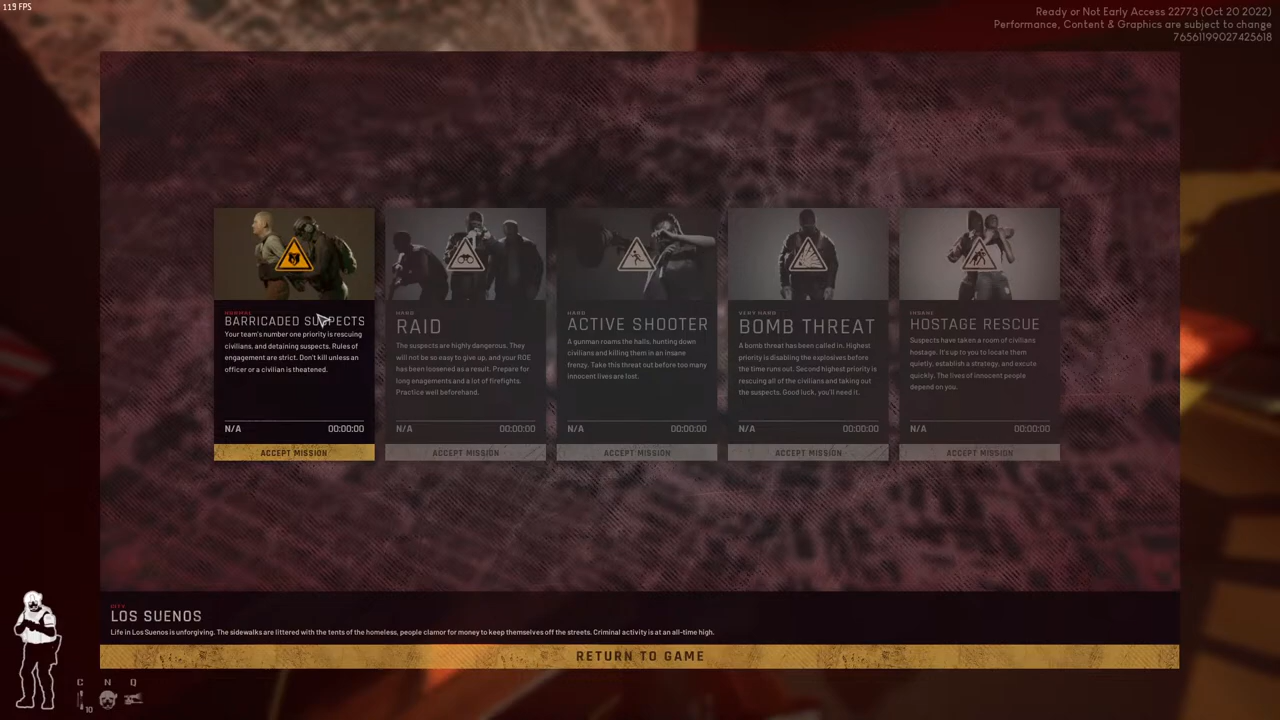 119 FPS
Ready or Not Early Access 22773 (Oct 20 2022)
Performance, Content & Graphics are subject to change
76561199027425618
NORMAL
BARRICADED SUSPECTS
Your team's number one priority is rescuing
civilians, and detaining suspects. Rules of
engagement are strict. Don't kill unless an
officer or a civilian is theatened.
N/A 00:00:00
ACCEPT MISSION
HARD
RAID
The suspects are highly dangerous. They
will not be so easy to give up, and your ROE
has been loosened as a result. Prepare for
long enagements and a lot of firefights.
Practice well beforehand.
N/A 00:00:00
ACCEPT MISSION
HARD
ACTIVE SHOOTER
A gunman roams the halls, hunting down
civilians and killing them in an insane
frenzy. Take this threat out before too many
innocent lives are lost.
N/A 00:00:00
ACCEPT MISSION
VERY HARD
BOMB THREAT
A bomb threat has been called in. Highest
priority is disabling the explosives before
the time runs out. Second highest priority is
rescuing all of the civilians and taking out
the suspects. Good luck, you'll need it.
N/A 00:00:00
ACCEPT MISSION
INSANE
HOSTAGE RESCUE
Suspects have taken a room of civilians
hostage. It's up to you to locate them
quietly, establish a strategy, and excute
quickly. The lives of innocent people
depend on you.
N/A 00:00:00
ACCEPT MISSION
CITY
LOS SUENOS
Life in Los Suenos is unforgiving. The sidewalks are littered with the tents of the homeless, people clamor for money to keep themselves off the streets. Criminal activity is at an all-time high.
RETURN TO GAME
C N Q
10